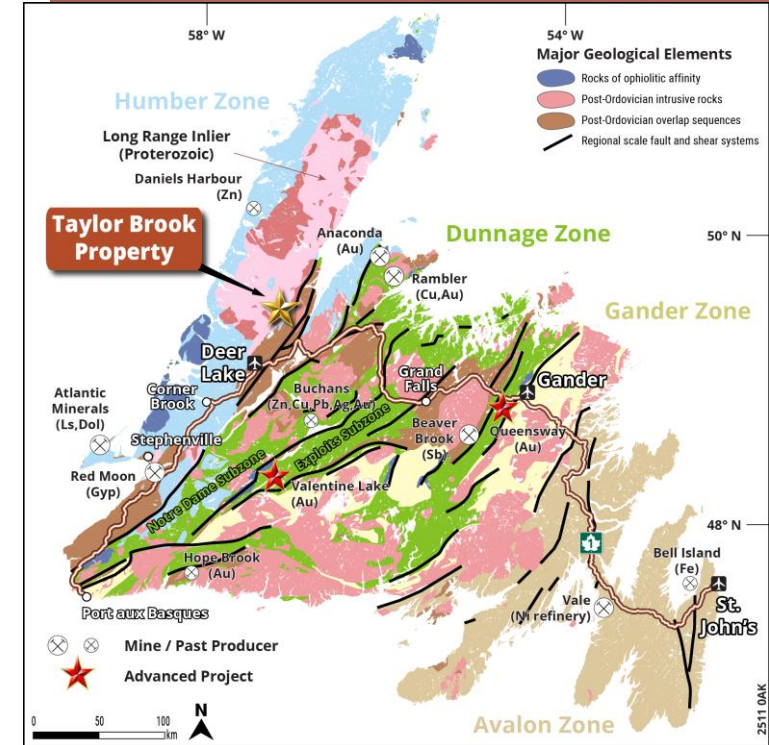 58° W
54° W
Major Geological Elements
Rocks of ophiolitic affinity
Post-Ordovician intrusive rocks
Post-Ordovician overlap sequences
Regional scale fault and shear systems
Humber Zone
Long Range Inlier
(Proterozoic)
Daniels Harbour
(Zn)
Taylor Brook
Property
Anaconda
(Au)
Dunnage Zone
50° N
Rambler
(Cu,Au)
Gander Zone
Deer
Lake
Corner
Brook
Grand
Falls
Gander
Buchans
(Zn,Cu,Pb,Ag,Au)
Atlantic
Minerals
(Ls,Dol)
Stephenville
Beaver
Brook
(Sb)
Queensway
(Au)
Exploits Subzone
Notre Dame Subzone
Red Moon
(Gyp)
Valentine Lake
(Au)
48° N
1
Hope Brook
(Au)
Bell Island
(Fe)
Port aux Basques
Vale
(Ni refinery)
St.
John's
Mine / Past Producer
Advanced Project
N
0 50 100
km
Avalon Zone
2511 0AK